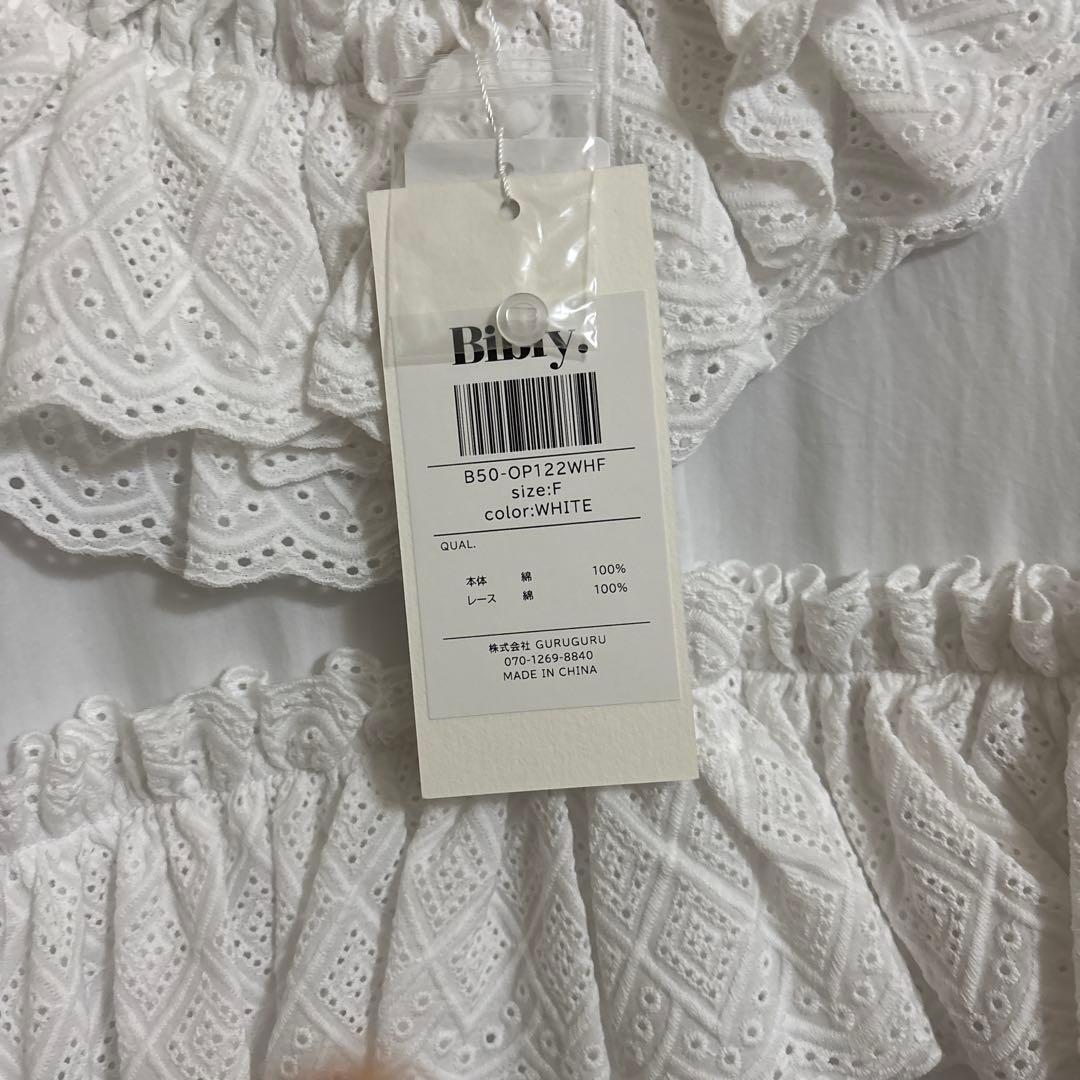 Bibly.
B50-OP122WHF
size:F
color:WHITE
QUAL.
本体 綿 100%
レース 綿 100%
株式会社 GURUGURU
070-1269-8840
MADE IN CHINA